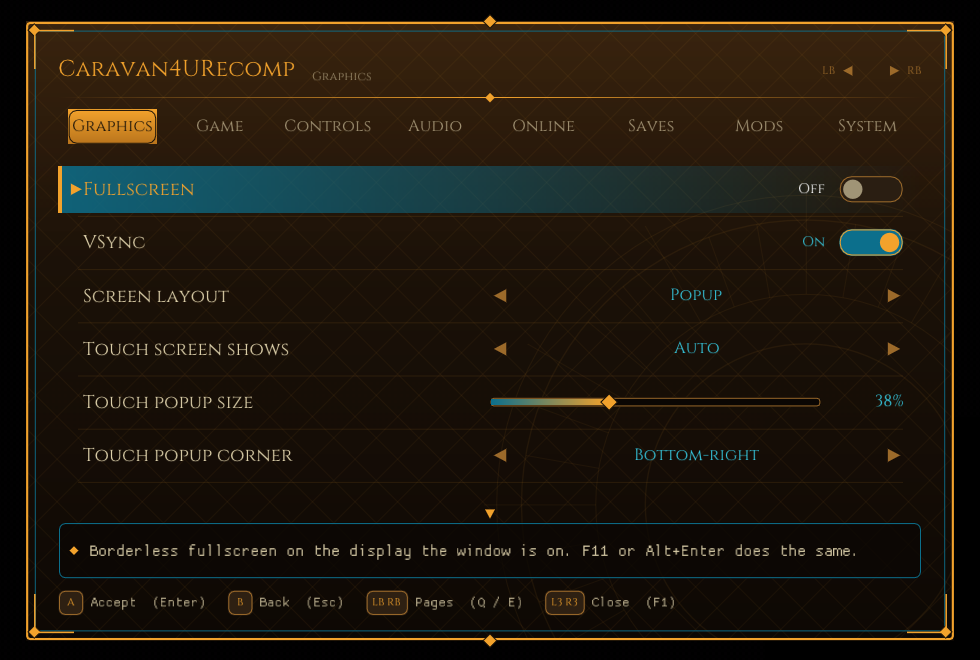 Caravan4URecomp Graphics LB ◀ ▶ RB
Graphics Game Controls Audio Online Saves Mods System
▶Fullscreen Off
VSync On
Screen layout ◀ Popup ▶
Touch screen shows ◀ Auto ▶
Touch popup size 38%
Touch popup corner ◀ Bottom-right ▶
▼
◆ Borderless fullscreen on the display the window is on. F11 or Alt+Enter does the same.
A Accept (Enter) B Back (Esc) LB RB Pages (Q / E) L3 R3 Close (F1)